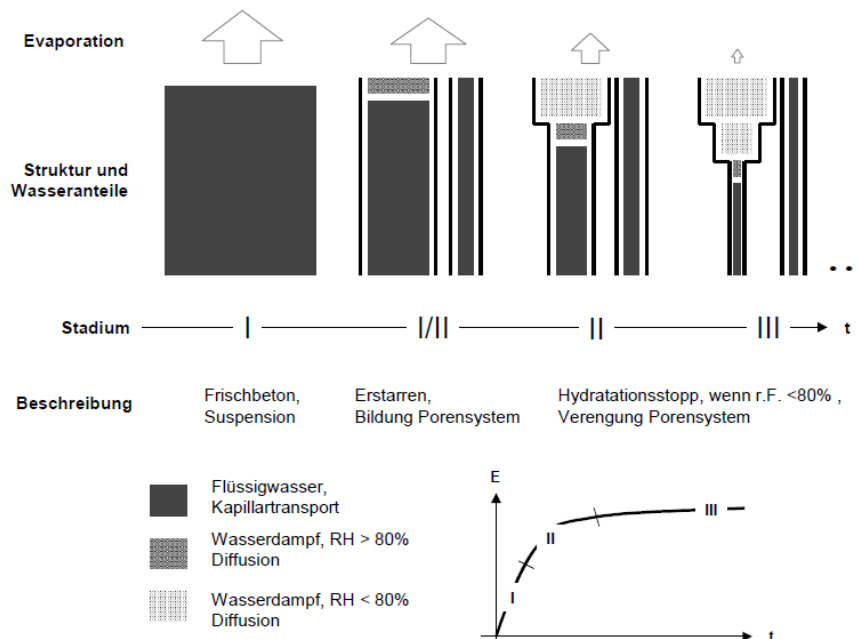 Evaporation
Struktur und
Wasseranteile
Stadium I I/II II III t
Beschreibung
Frischbeton,
Suspension
Erstarren,
Bildung Porensystem
Hydratationsstopp, wenn r.F. <80% ,
Verengung Porensystem
Flüssigwasser,
Kapillartransport
Wasserdampf, RH > 80%
Diffusion
Wasserdampf, RH < 80%
Diffusion
E
III
II
I
t